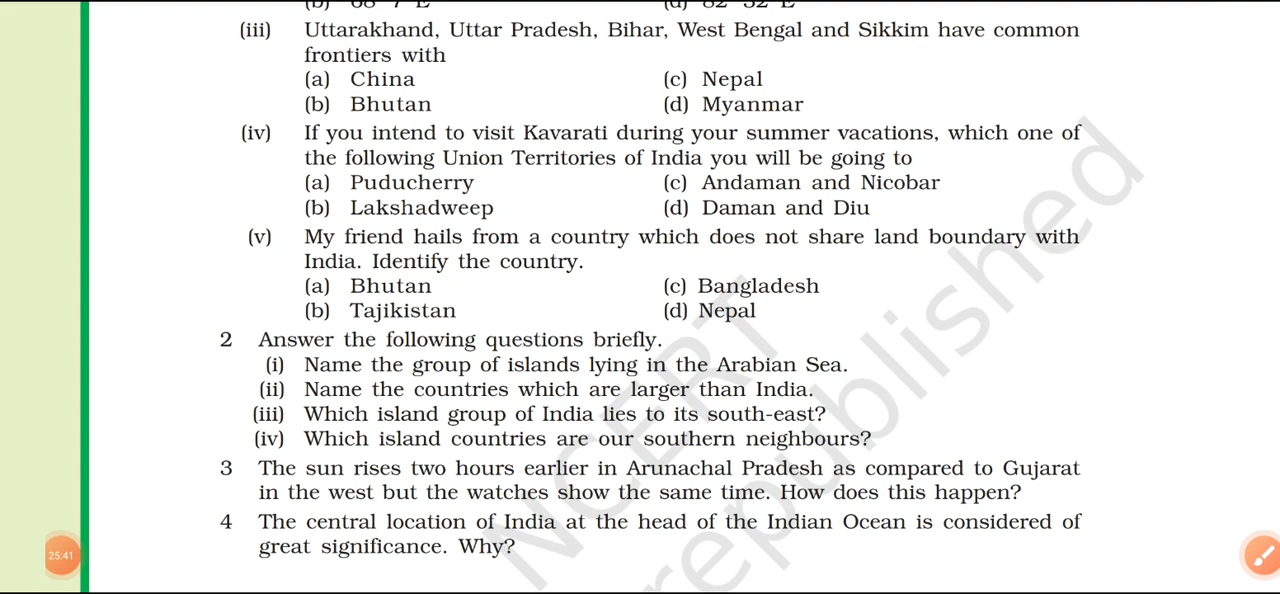 (b) 68° 7' E (d) 82° 32' E
(iii) Uttarakhand, Uttar Pradesh, Bihar, West Bengal and Sikkim have common
frontiers with
(a) China (c) Nepal
(b) Bhutan (d) Myanmar
(iv) If you intend to visit Kavarati during your summer vacations, which one of
the following Union Territories of India you will be going to
(a) Puducherry (c) Andaman and Nicobar
(b) Lakshadweep (d) Daman and Diu
(v) My friend hails from a country which does not share land boundary with
India. Identify the country.
(a) Bhutan (c) Bangladesh
(b) Tajikistan (d) Nepal
2 Answer the following questions briefly.
(i) Name the group of islands lying in the Arabian Sea.
(ii) Name the countries which are larger than India.
(iii) Which island group of India lies to its south-east?
(iv) Which island countries are our southern neighbours?
3 The sun rises two hours earlier in Arunachal Pradesh as compared to Gujarat
in the west but the watches show the same time. How does this happen?
4 The central location of India at the head of the Indian Ocean is considered of
great significance. Why?
25:41
NCERT
republished